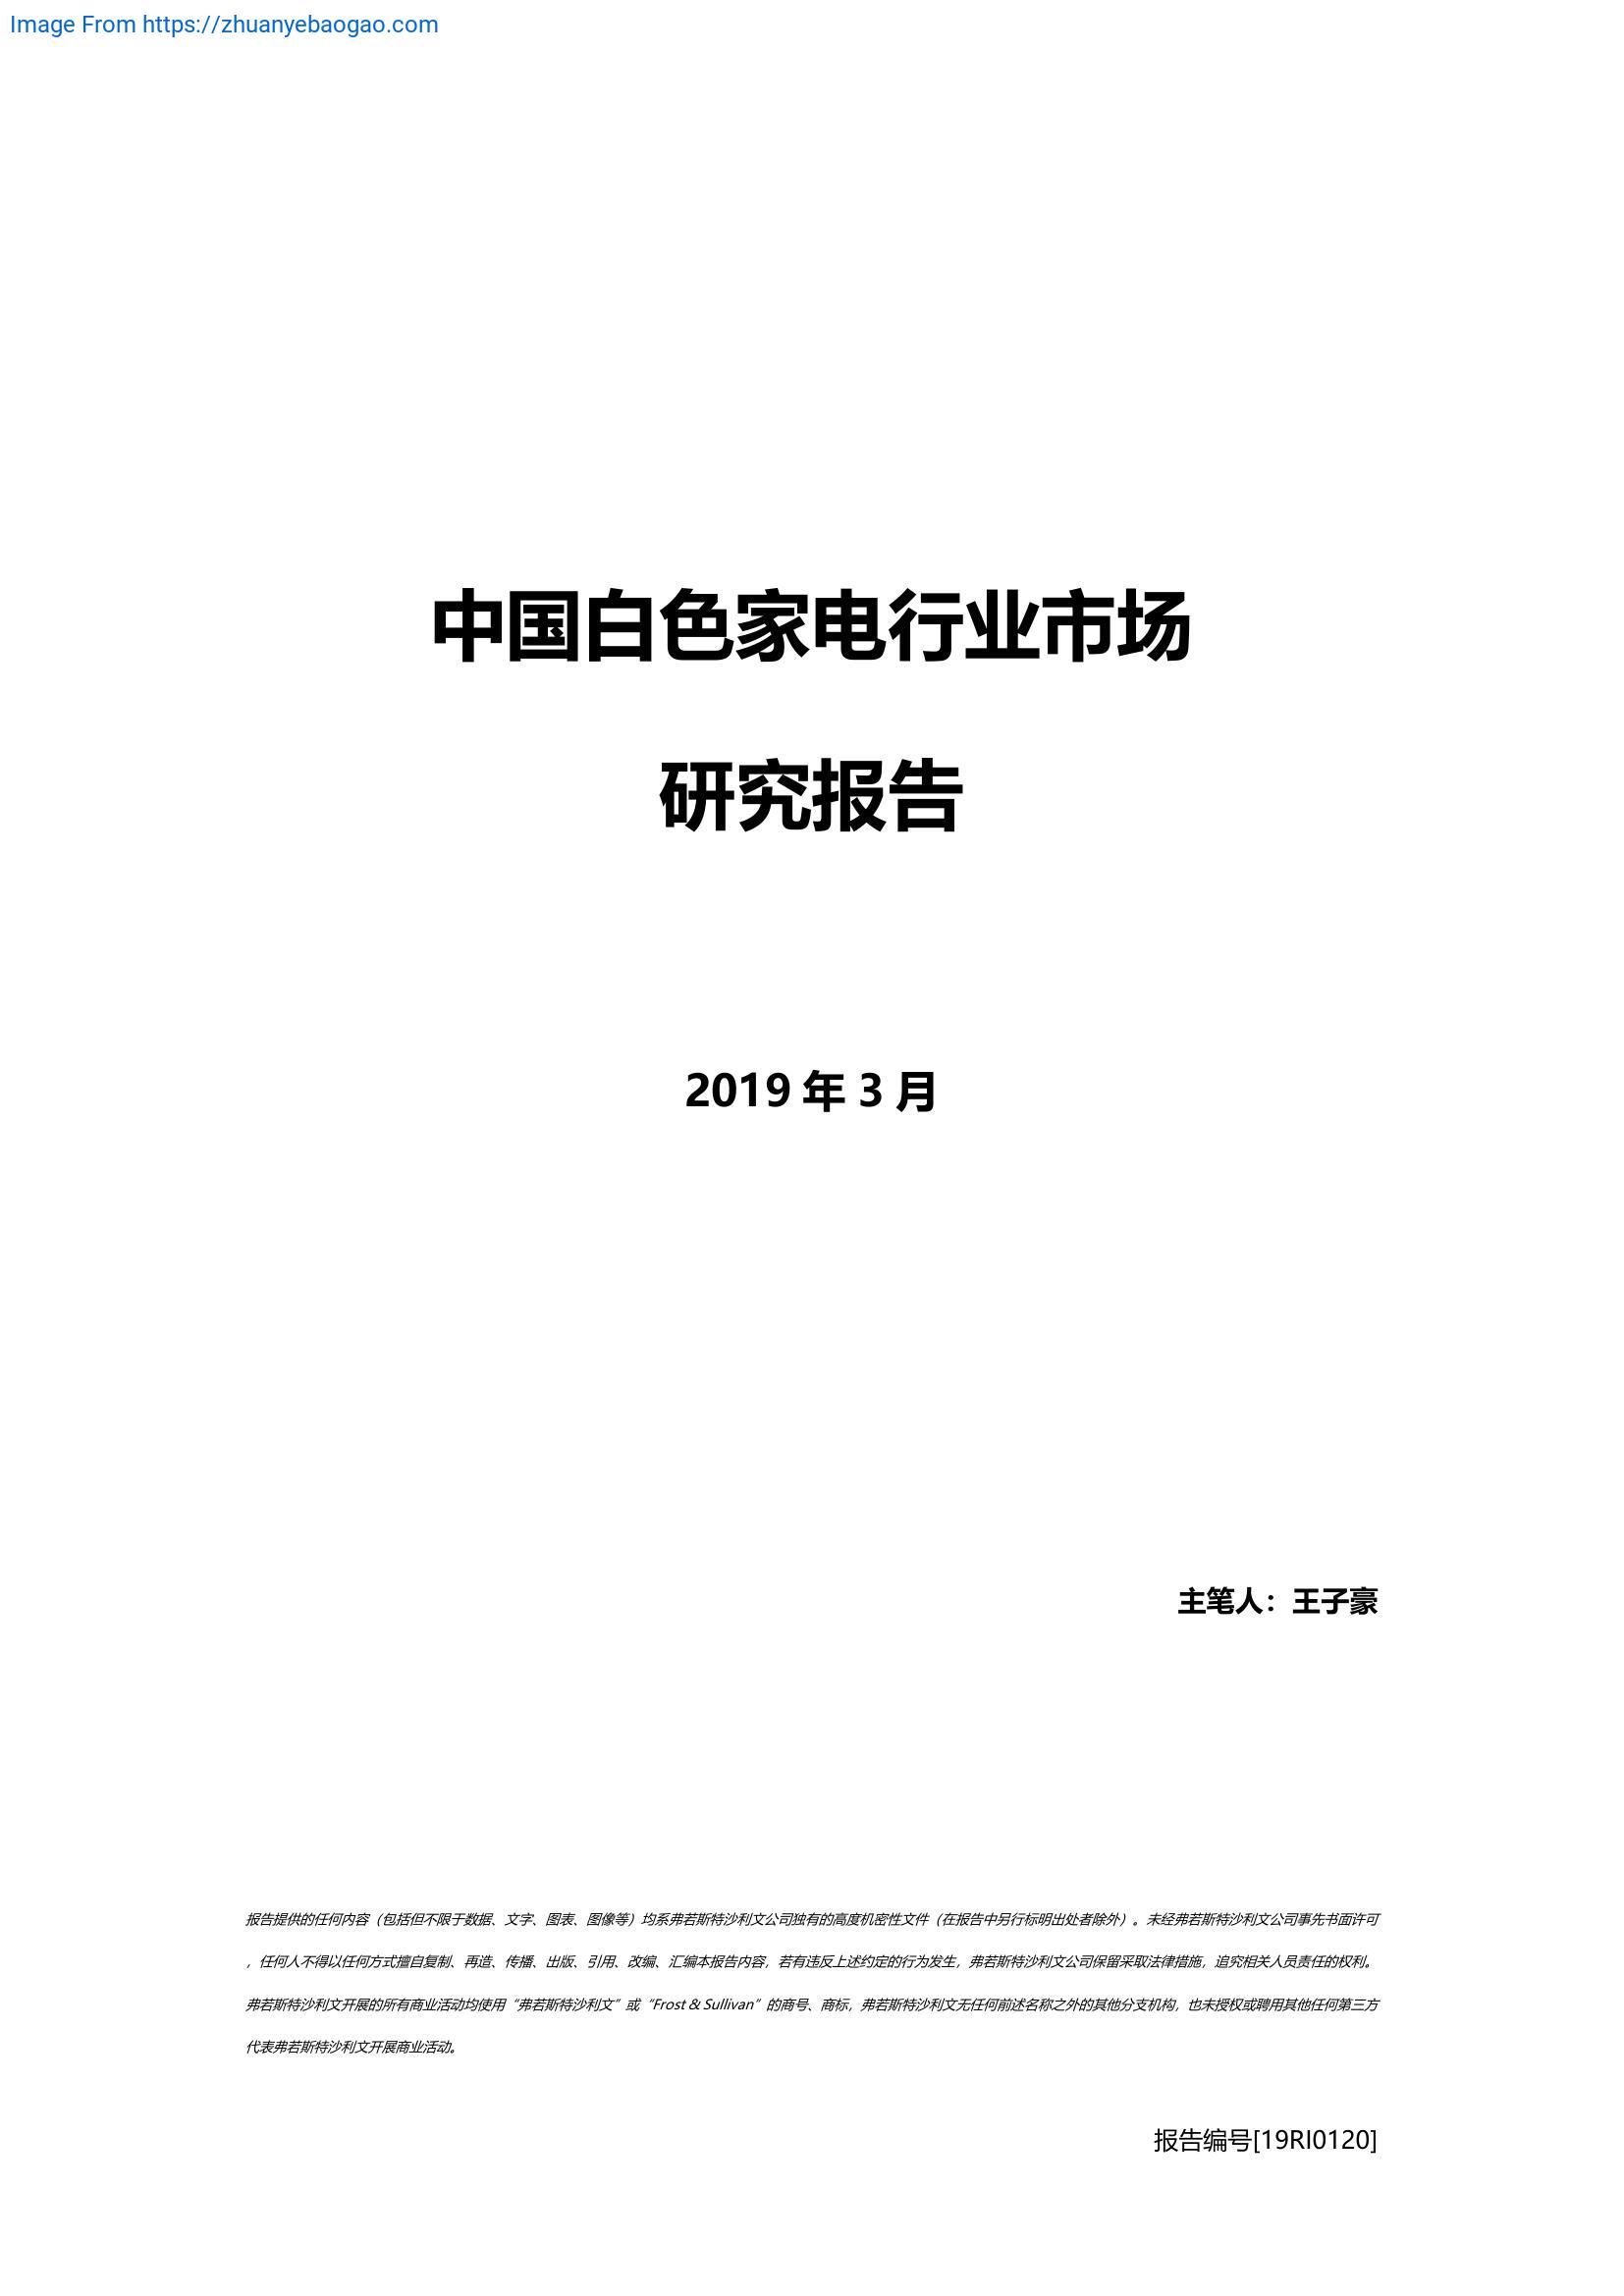 Image From https://zhuanyebaogao.com
中国白色家电行业市场
研究报告
2019 年 3 月
主笔人：王子豪
报告提供的任何内容（包括但不限于数据、文字、图表、图像等）均系弗若斯特沙利文公司独有的高度机密性文件（在报告中另行标明出处者除外）。未经弗若斯特沙利文公司事先书面许可
，任何人不得以任何方式擅自复制、再造、传播、出版、引用、改编、汇编本报告内容，若有违反上述约定的行为发生，弗若斯特沙利文公司保留采取法律措施，追究相关人员责任的权利。
弗若斯特沙利文开展的所有商业活动均使用“弗若斯特沙利文”或“Frost & Sullivan”的商号、商标，弗若斯特沙利文无任何前述名称之外的其他分支机构，也未授权或聘用其他任何第三方
代表弗若斯特沙利文开展商业活动。
报告编号[19RI0120]